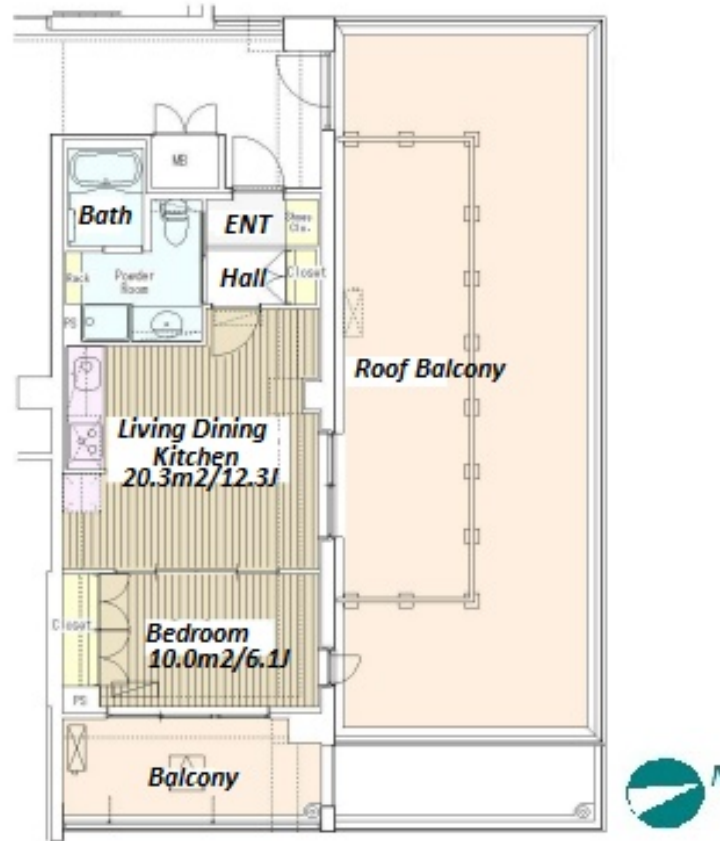 MB
Bath
ENT
Shoes
Clo.
Rack
Powder
Room
Hall
Closet
PS
Roof Balcony
Living Dining
Kitchen
20.3m2/12.3J
Closet
Bedroom
10.0m2/6.1J
PS
Balcony
N